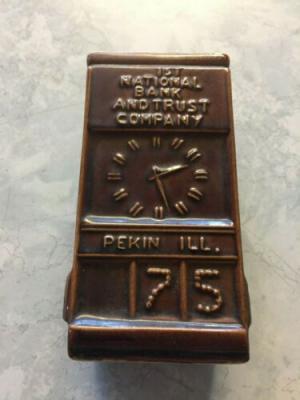 1ST
NATIONAL
BANK
AND TRUST
COMPANY
PEKIN ILL.
75